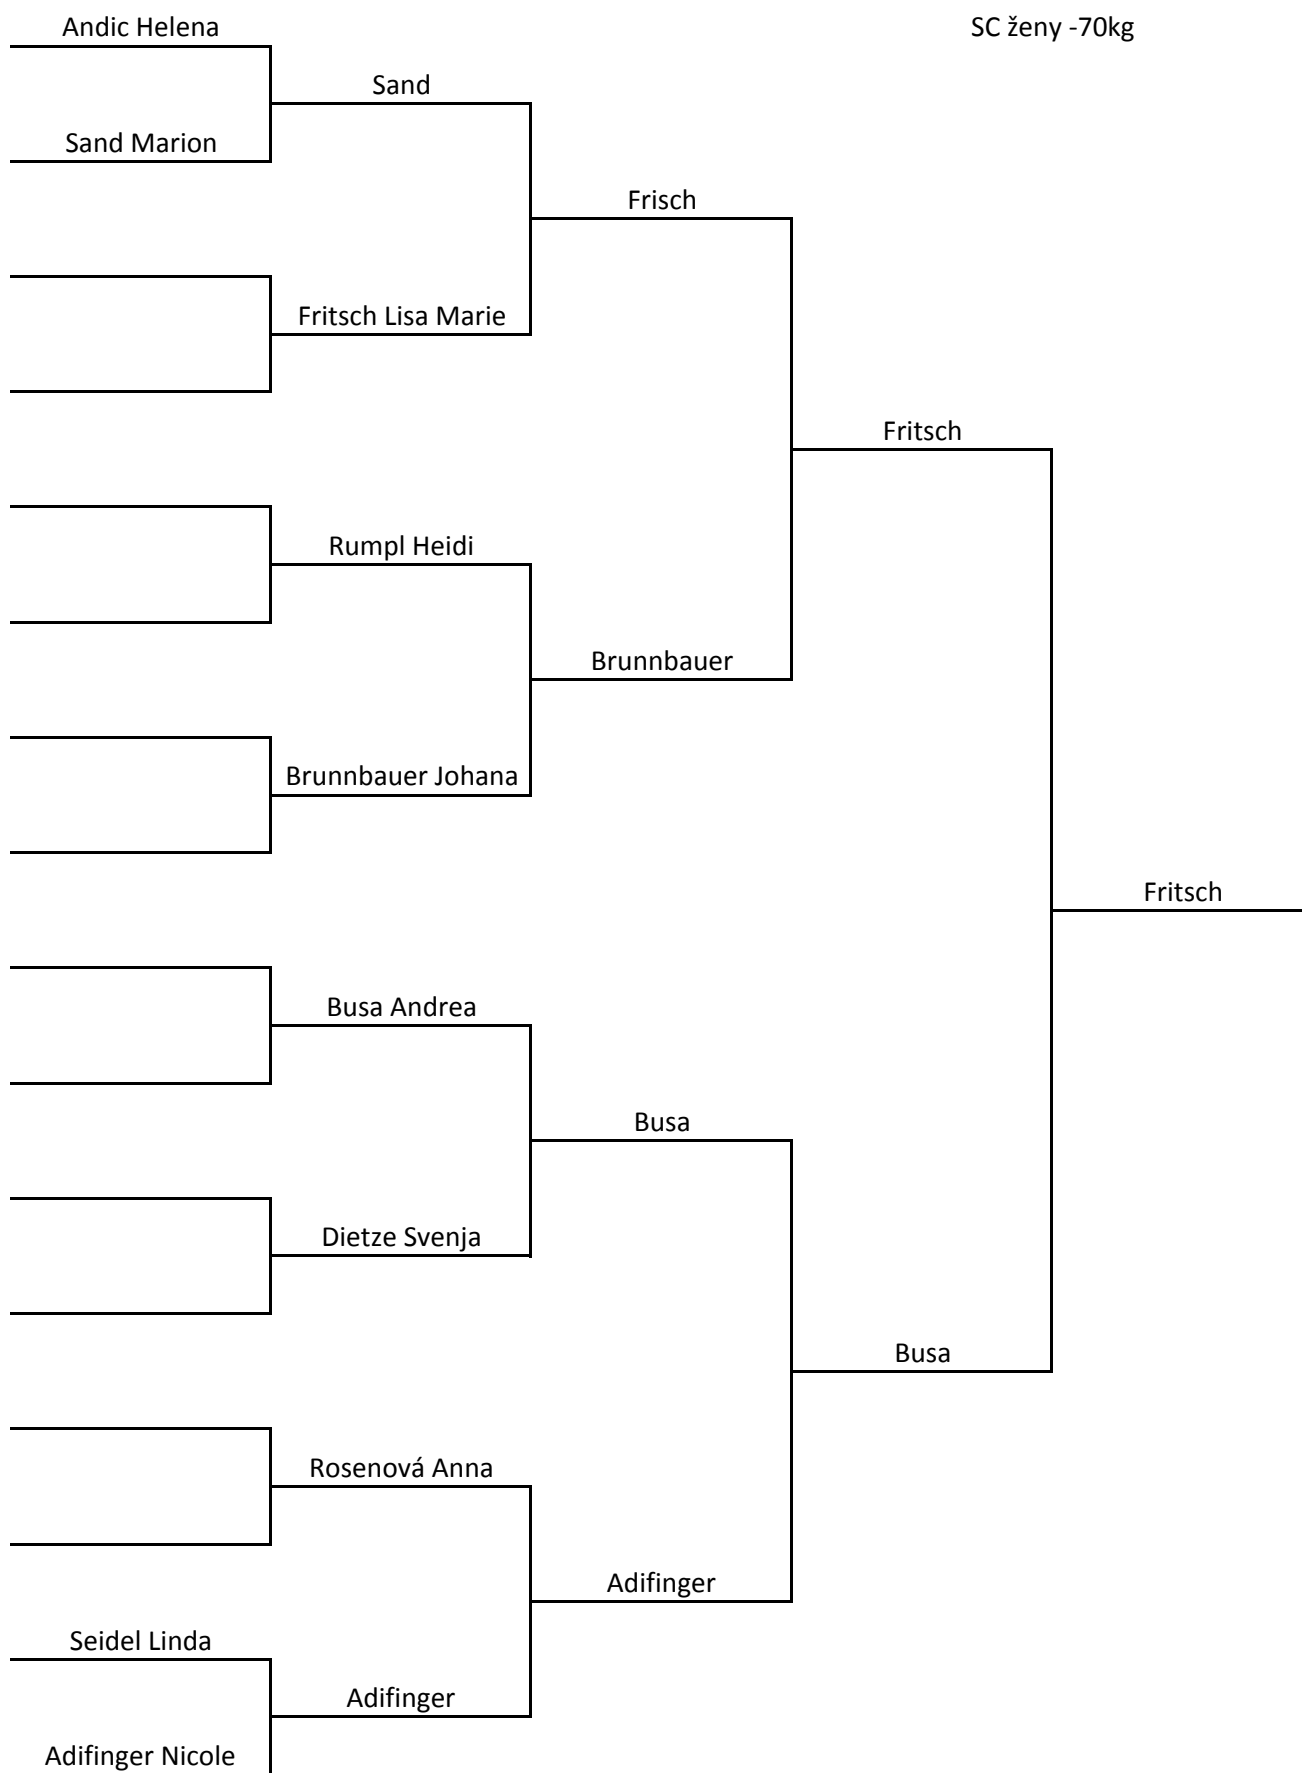 Andic Helena
SC ženy -70kg
Sand
Sand Marion
Frisch
Fritsch Lisa Marie
Fritsch
Rumpl Heidi
Brunnbauer
Brunnbauer Johana
Fritsch
Busa Andrea
Busa
Dietze Svenja
Busa
Rosenová Anna
Adifinger
Seidel Linda
Adifinger
Adifinger Nicole